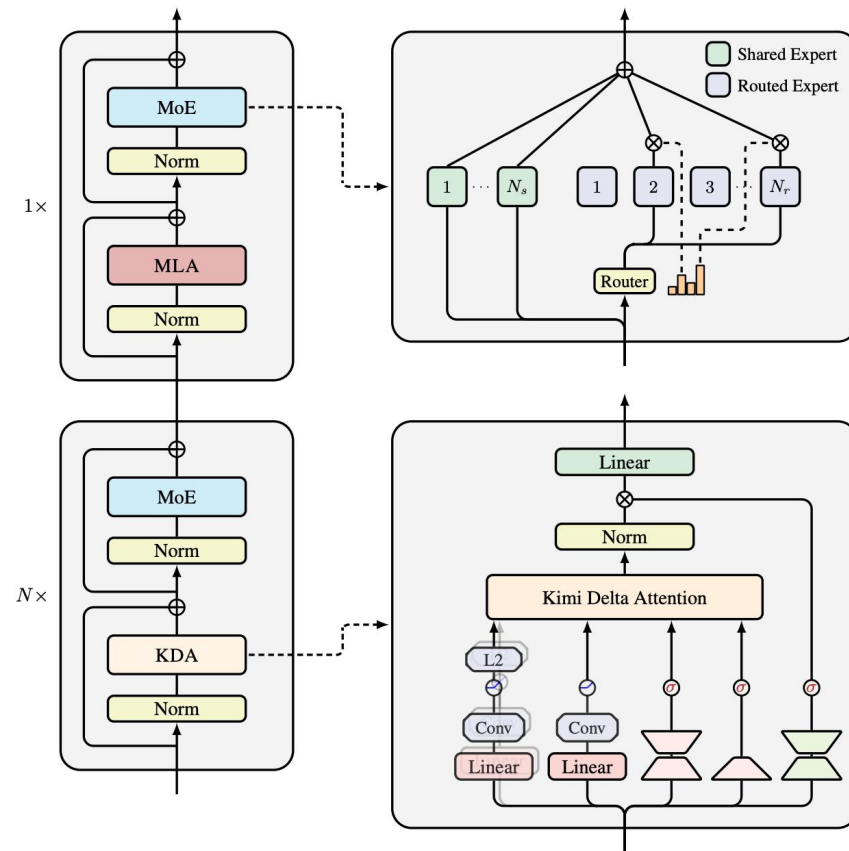 MoE
Norm
1×
MLA
Norm
Shared Expert
Routed Expert
1 ... N_s 1 2 3 ... N_r
Router
MoE
Norm
N×
KDA
Norm
Linear
Norm
Kimi Delta Attention
L2
σ σ σ
Conv Conv
Linear Linear